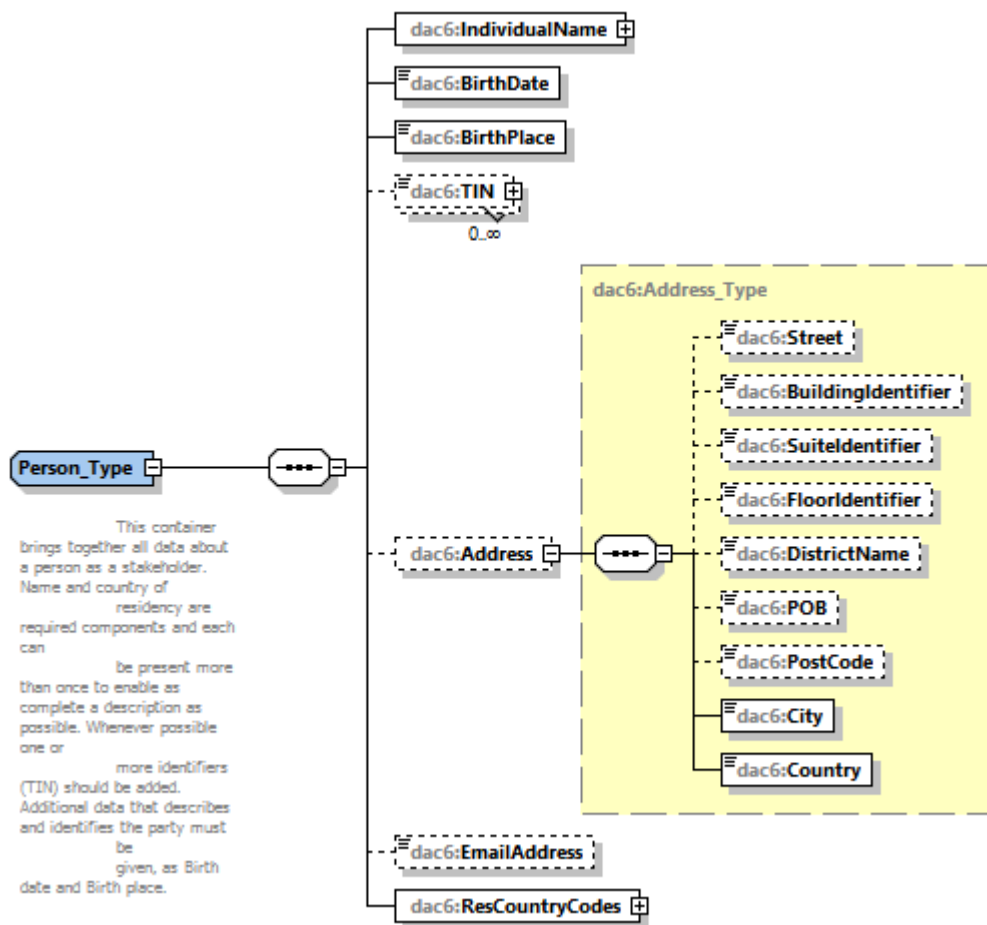 dac6:IndividualName
dac6:BirthDate
dac6:BirthPlace
dac6:TIN
0..∞
dac6:Address_Type
dac6:Street
dac6:BuildingIdentifier
dac6:SuiteIdentifier
dac6:FloorIdentifier
dac6:DistrictName
dac6:POB
dac6:PostCode
dac6:City
dac6:Country
dac6:Address
Person_Type
This container
brings together all data about
a person as a stakeholder.
Name and country of
residency are
required components and each
can
be present more
than once to enable as
complete a description as
possible. Whenever possible
one or
more identifiers
(TIN) should be added.
Additional data that describes
and identifies the party must
be
given, as Birth
date and Birth place.
dac6:EmailAddress
dac6:ResCountryCodes